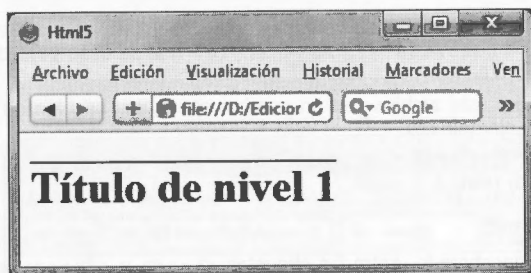 Html5
Archivo Edición Visualización Historial Marcadores Ven
file:///D:/Edicior Google
Título de nivel 1